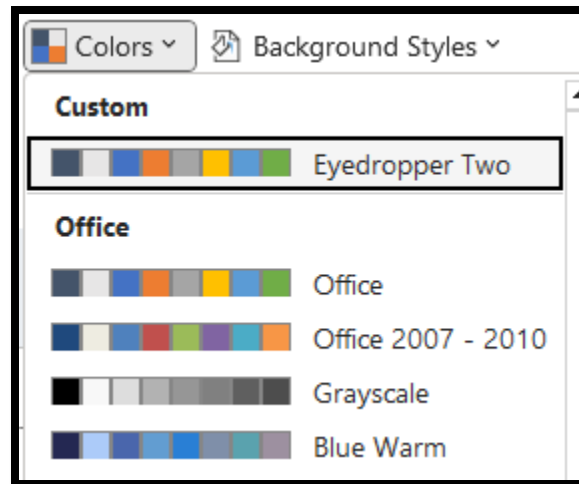 Colors Background Styles
Custom
Eyedropper Two
Office
Office
Office 2007 - 2010
Grayscale
Blue Warm